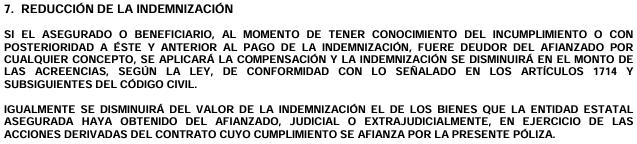 7. REDUCCIÓN DE LA INDEMNIZACIÓN
SI EL ASEGURADO O BENEFICIARIO, AL MOMENTO DE TENER CONOCIMIENTO DEL INCUMPLIMIENTO O CON
POSTERIORIDAD A ÉSTE Y ANTERIOR AL PAGO DE LA INDEMNIZACIÓN, FUERE DEUDOR DEL AFIANZADO POR
CUALQUIER CONCEPTO, SE APLICARÁ LA COMPENSACIÓN Y LA INDEMNIZACIÓN SE DISMINUIRÁ EN EL MONTO DE
LAS ACREENCIAS, SEGÚN LA LEY, DE CONFORMIDAD CON LO SEÑALADO EN LOS ARTÍCULOS 1714 Y
SUBSIGUIENTES DEL CÓDIGO CIVIL.
IGUALMENTE SE DISMINUIRÁ DEL VALOR DE LA INDEMNIZACIÓN EL DE LOS BIENES QUE LA ENTIDAD ESTATAL
ASEGURADA HAYA OBTENIDO DEL AFIANZADO, JUDICIAL O EXTRAJUDICIALMENTE, EN EJERCICIO DE LAS
ACCIONES DERIVADAS DEL CONTRATO CUYO CUMPLIMIENTO SE AFIANZA POR LA PRESENTE PÓLIZA.